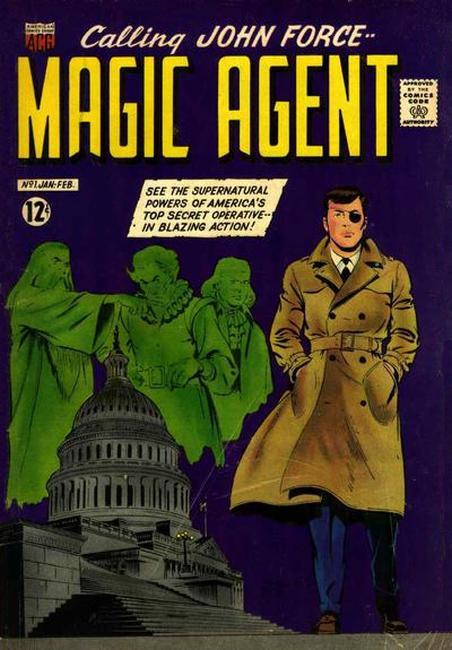 AMERICAN
COMICS GROUP
ACG
Calling JOHN FORCE--
MAGIC AGENT
APPROVED
BY THE
COMICS
CODE
AUTHORITY
Nº1.JAN-FEB.
12¢
SEE THE SUPERNATURAL
POWERS OF AMERICA'S
TOP SECRET OPERATIVE--
IN BLAZING ACTION!